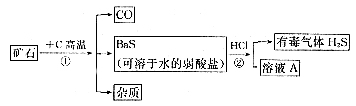 CO
矿石
+C 高温
①
BaS
(可溶于水的弱酸盐)
HCl
②
有毒气体 H₂S
溶液 A
杂质